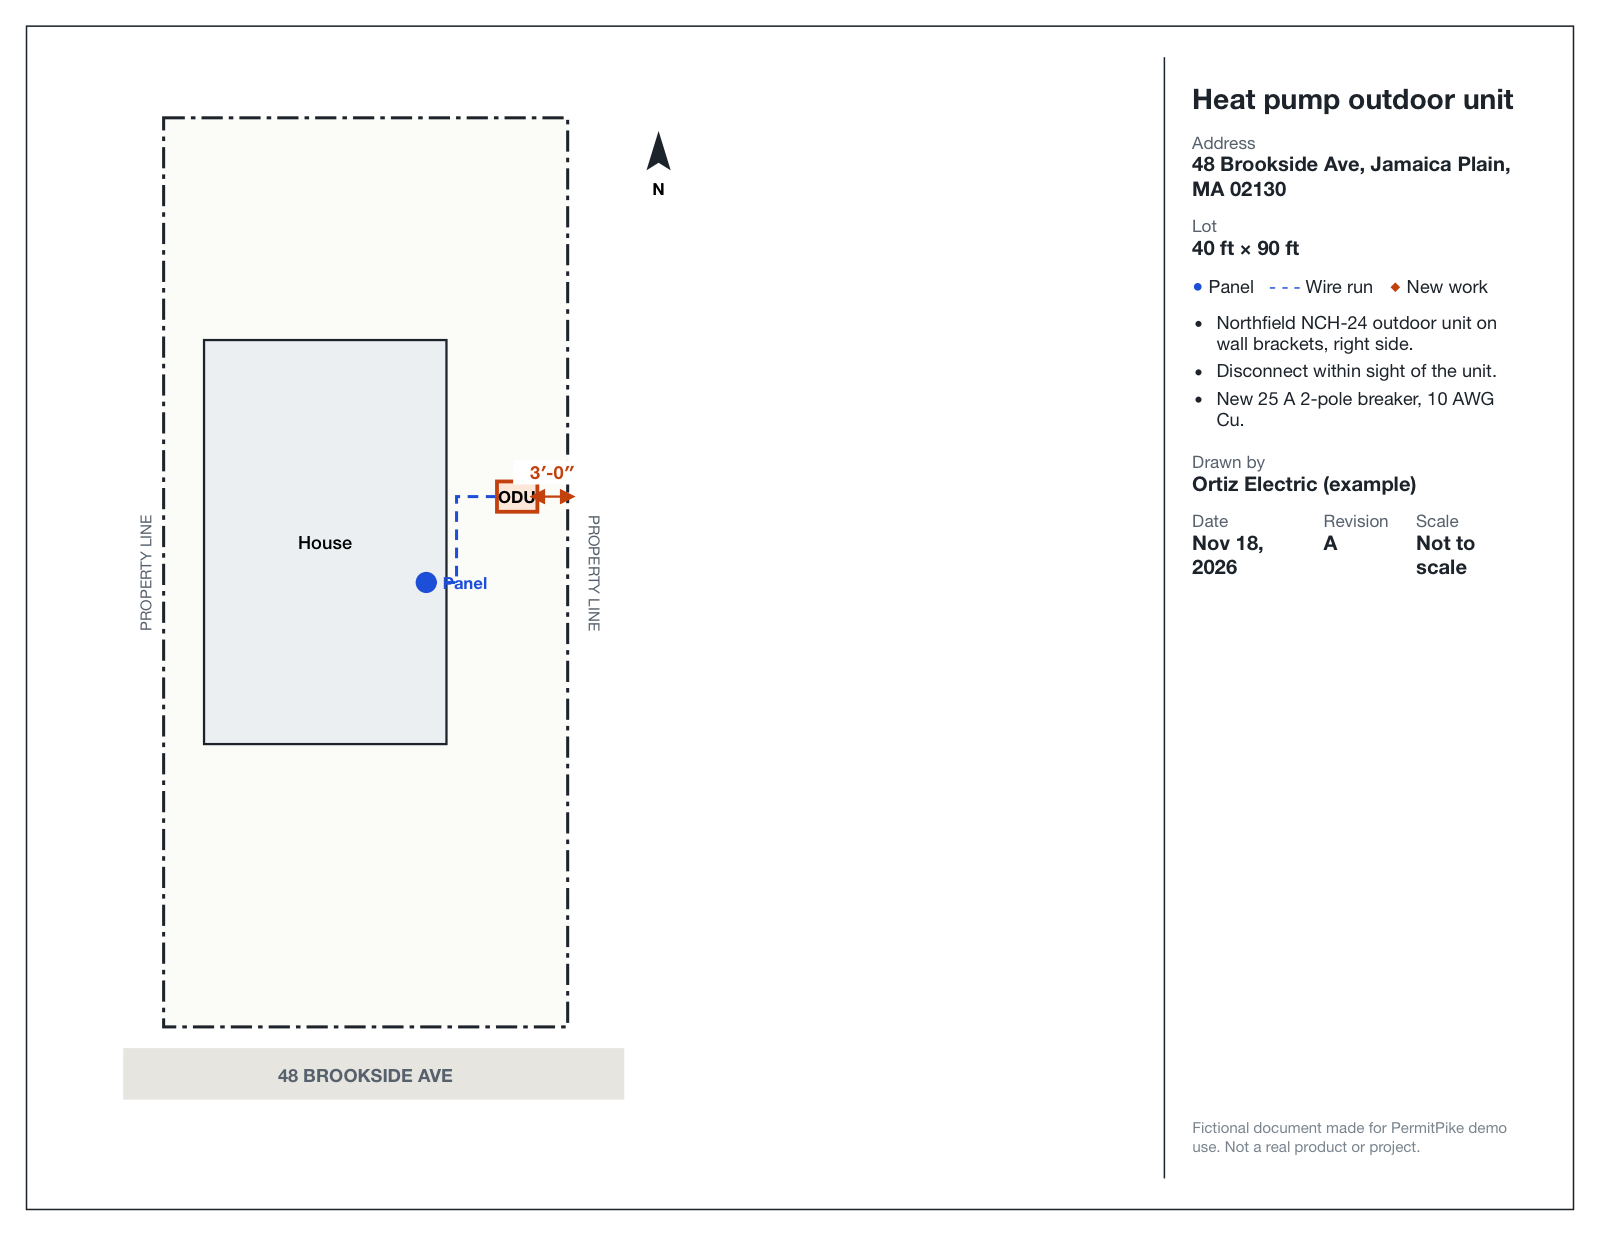 Heat pump outdoor unit
Address
48 Brookside Ave, Jamaica Plain,
MA 02130
Lot
40 ft × 90 ft
Panel
Wire run
New work
Northfield NCH-24 outdoor unit on
wall brackets, right side.
Disconnect within sight of the unit.
New 25 A 2-pole breaker, 10 AWG
Cu.
Drawn by
Ortiz Electric (example)
Date
Revision
Scale
Nov 18,
2026
A
Not to
scale
Fictional document made for PermitPike demo
use. Not a real product or project.
N
3′-0″
ODU
House
Panel
PROPERTY LINE
PROPERTY LINE
48 BROOKSIDE AVE